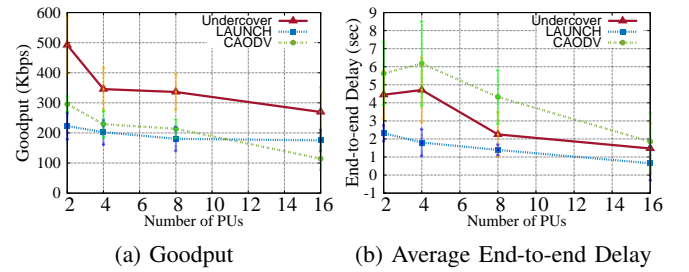 600
500
400
300
200
100
0
Goodput (Kbps)
Undercover
LAUNCH
CAODV
2 4 6 8 10 12 14 16
Number of PUs
(a) Goodput
9
8
7
6
5
4
3
2
1
0
-1
End-to-end Delay (sec)
Undercover
LAUNCH
CAODV
2 4 6 8 10 12 14 16
Number of PUs
(b) Average End-to-end Delay